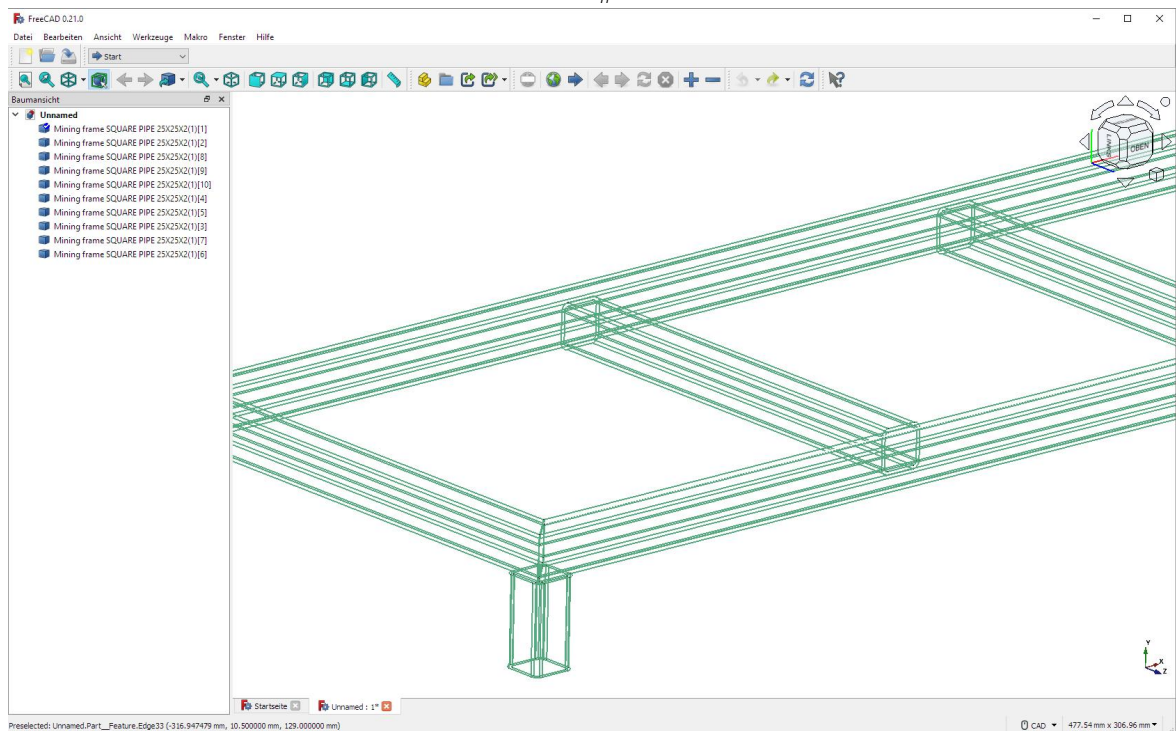 FreeCAD 0.21.0
Datei Bearbeiten Ansicht Werkzeuge Makro Fenster Hilfe
Start
Baumansicht
Unnamed
Mining frame SQUARE PIPE 25X25X2(1)[1]
Mining frame SQUARE PIPE 25X25X2(1)[2]
Mining frame SQUARE PIPE 25X25X2(1)[8]
Mining frame SQUARE PIPE 25X25X2(1)[9]
Mining frame SQUARE PIPE 25X25X2(1)[10]
Mining frame SQUARE PIPE 25X25X2(1)[4]
Mining frame SQUARE PIPE 25X25X2(1)[5]
Mining frame SQUARE PIPE 25X25X2(1)[3]
Mining frame SQUARE PIPE 25X25X2(1)[7]
Mining frame SQUARE PIPE 25X25X2(1)[6]
LINKS
OBEN
Y
X
Z
Startseite
Unnamed : 1*
Preselected: Unnamed.Part__Feature.Edge33 (-316.947479 mm, 10.500000 mm, 129.000000 mm)
CAD
477.54 mm x 306.96 mm